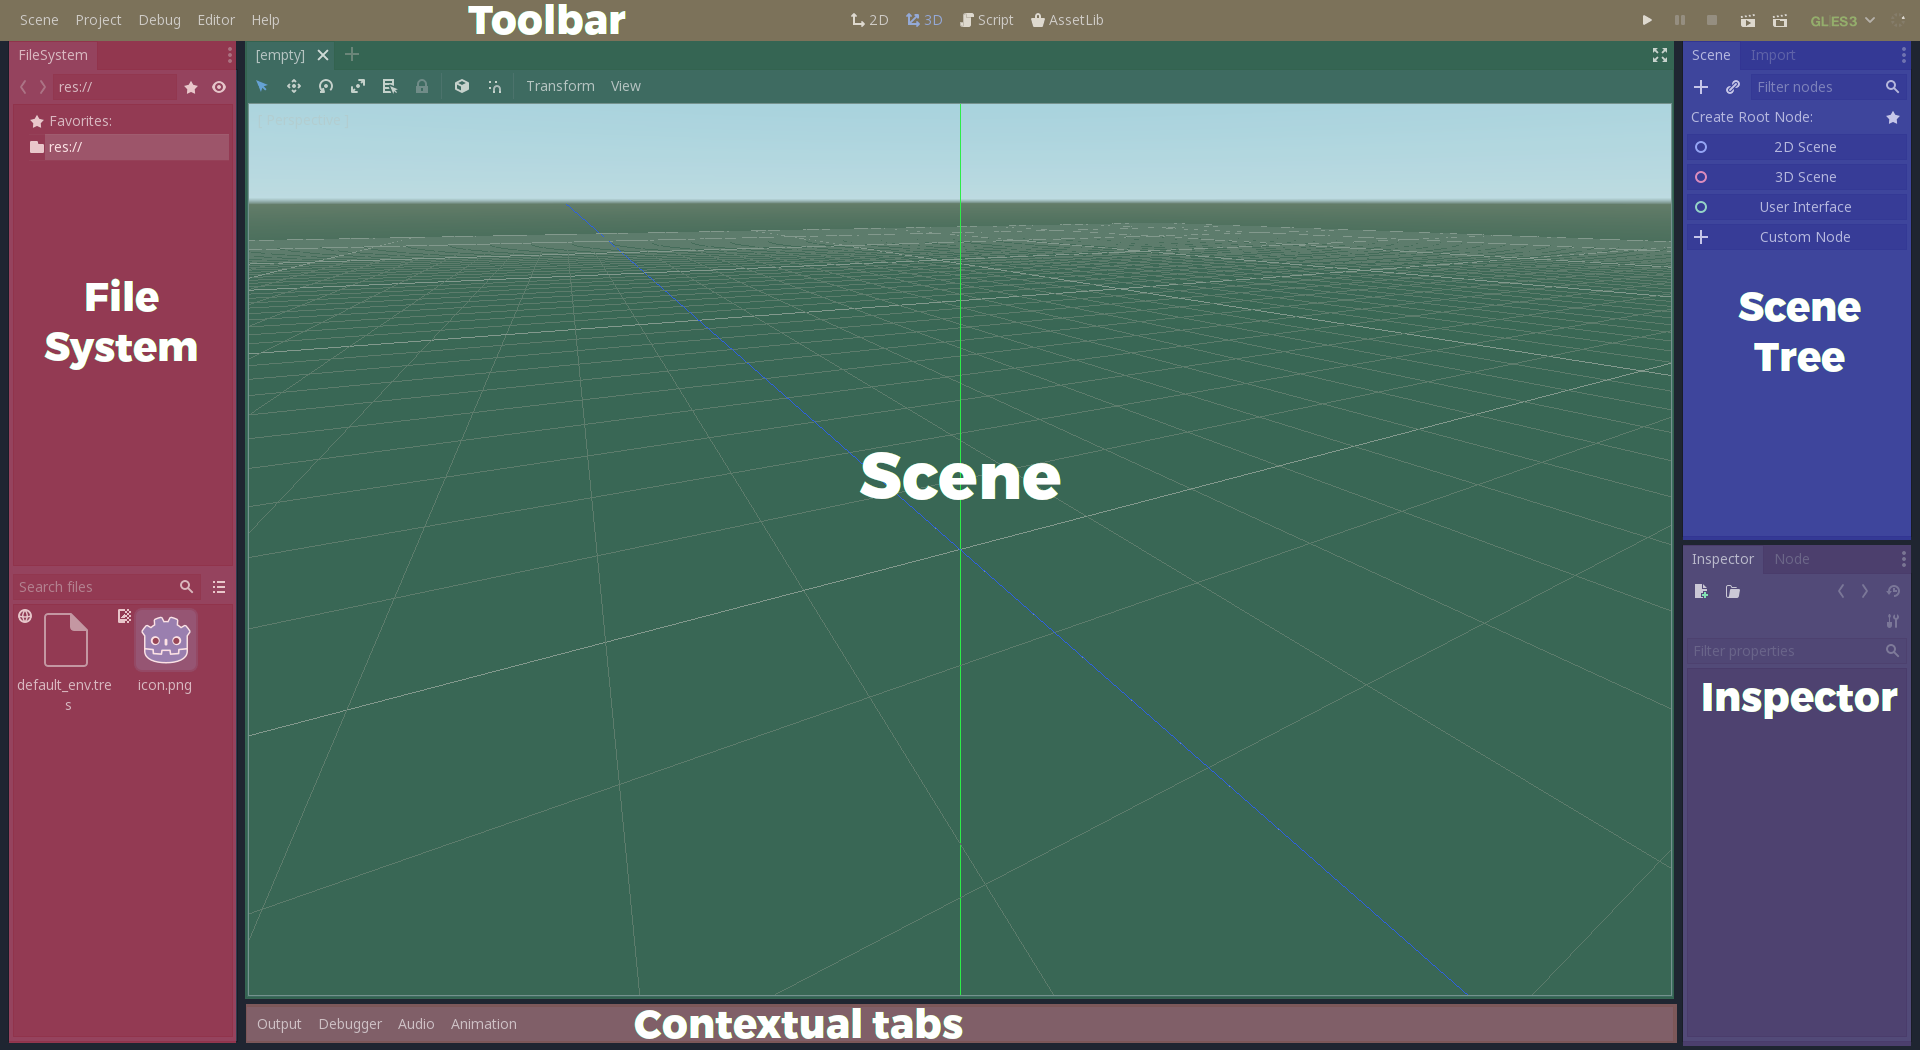 Scene Project Debug Editor Help Toolbar 2D 3D Script AssetLib GLES3
FileSystem
res://
Favorites:
res://
File
System
Search files
default_env.tre
s
icon.png
[empty]
Transform View
[ Perspective ]
Scene
Output Debugger Audio Animation Contextual tabs
Scene Import
Filter nodes
Create Root Node:
2D Scene
3D Scene
User Interface
Custom Node
Scene
Tree
Inspector Node
Filter properties
Inspector